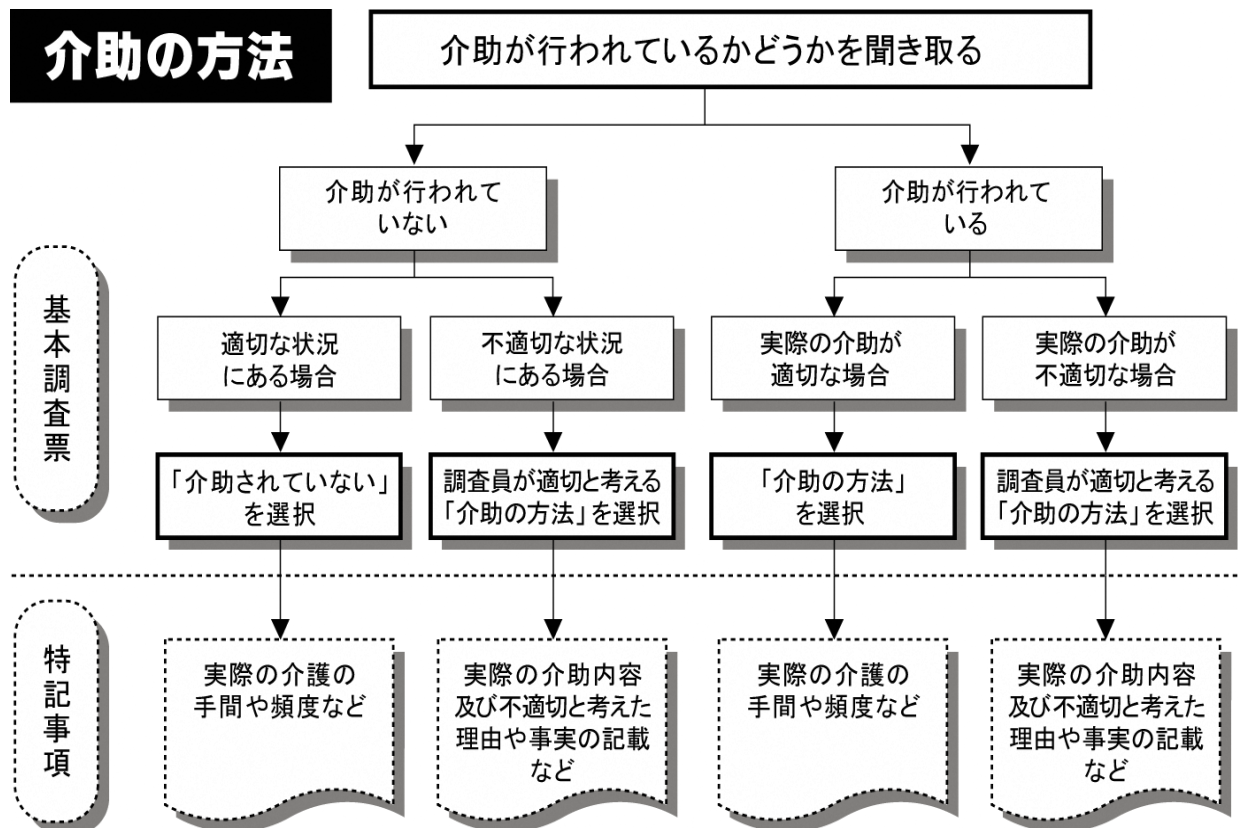 介助の方法
介助が行われているかどうかを聞き取る
介助が行われて
いない
介助が行われて
いる
基本調査票
適切な状況
にある場合
不適切な状況
にある場合
実際の介助が
適切な場合
実際の介助が
不適切な場合
「介助されていない」
を選択
調査員が適切と考える
「介助の方法」を選択
「介助の方法」
を選択
調査員が適切と考える
「介助の方法」を選択
特記事項
実際の介護の
手間や頻度など
実際の介助内容
及び不適切と考えた
理由や事実の記載
など
実際の介護の
手間や頻度など
実際の介助内容
及び不適切と考えた
理由や事実の記載
など